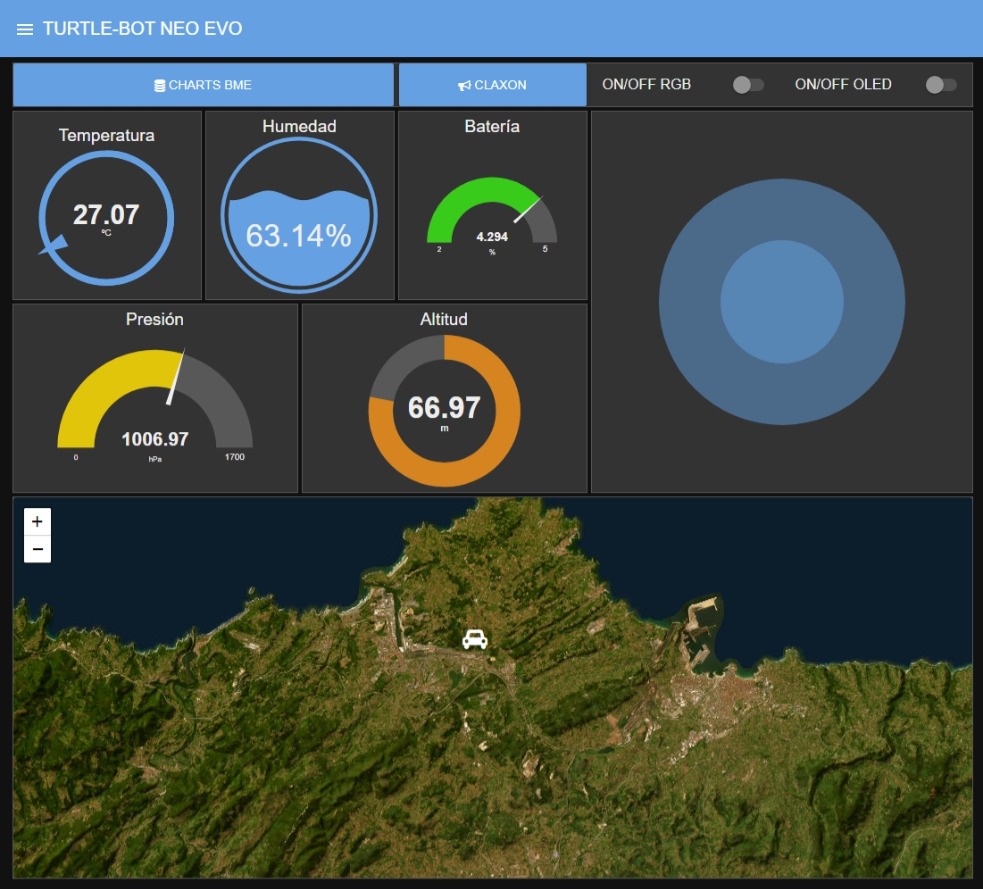 TURTLE-BOT NEO EVO
CHARTS BME
CLAXON
ON/OFF RGB
ON/OFF OLED
Temperatura
27.07
ºC
Humedad
63.14%
Batería
4.294
%
2
5
Presión
1006.97
hPa
0
1700
Altitud
66.97
m
+
−